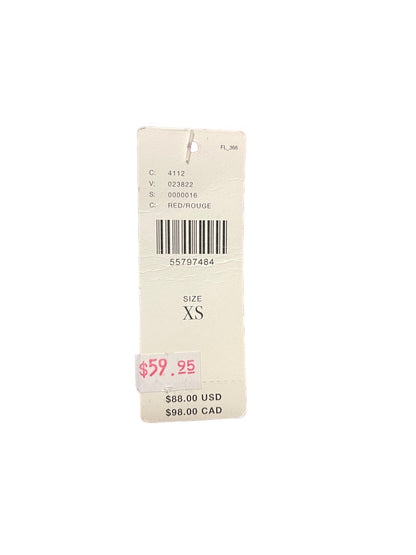 FL_366
C: 4112
V: 023822
S: 0000016
C: RED/ROUGE
55797484
SIZE
XS
$59.95
$88.00 USD
$98.00 CAD